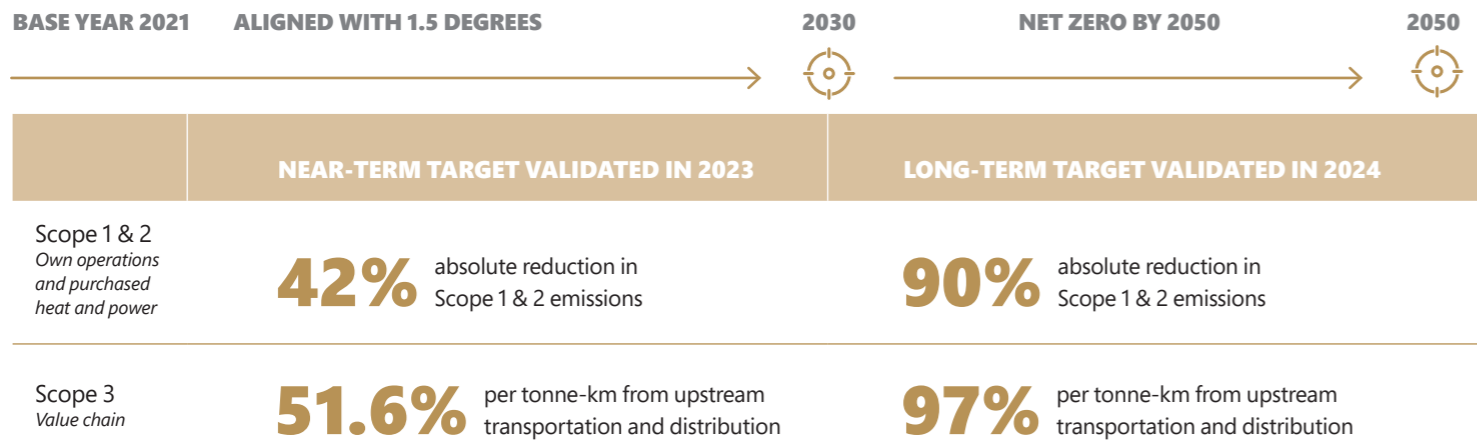 BASE YEAR 2021 ALIGNED WITH 1.5 DEGREES 2030 NET ZERO BY 2050 2050
NEAR-TERM TARGET VALIDATED IN 2023 LONG-TERM TARGET VALIDATED IN 2024
Scope 1 & 2
Own operations
and purchased
heat and power
42%
absolute reduction in
Scope 1 & 2 emissions
90%
absolute reduction in
Scope 1 & 2 emissions
Scope 3
Value chain
51.6%
per tonne-km from upstream
transportation and distribution
97%
per tonne-km from upstream
transportation and distribution